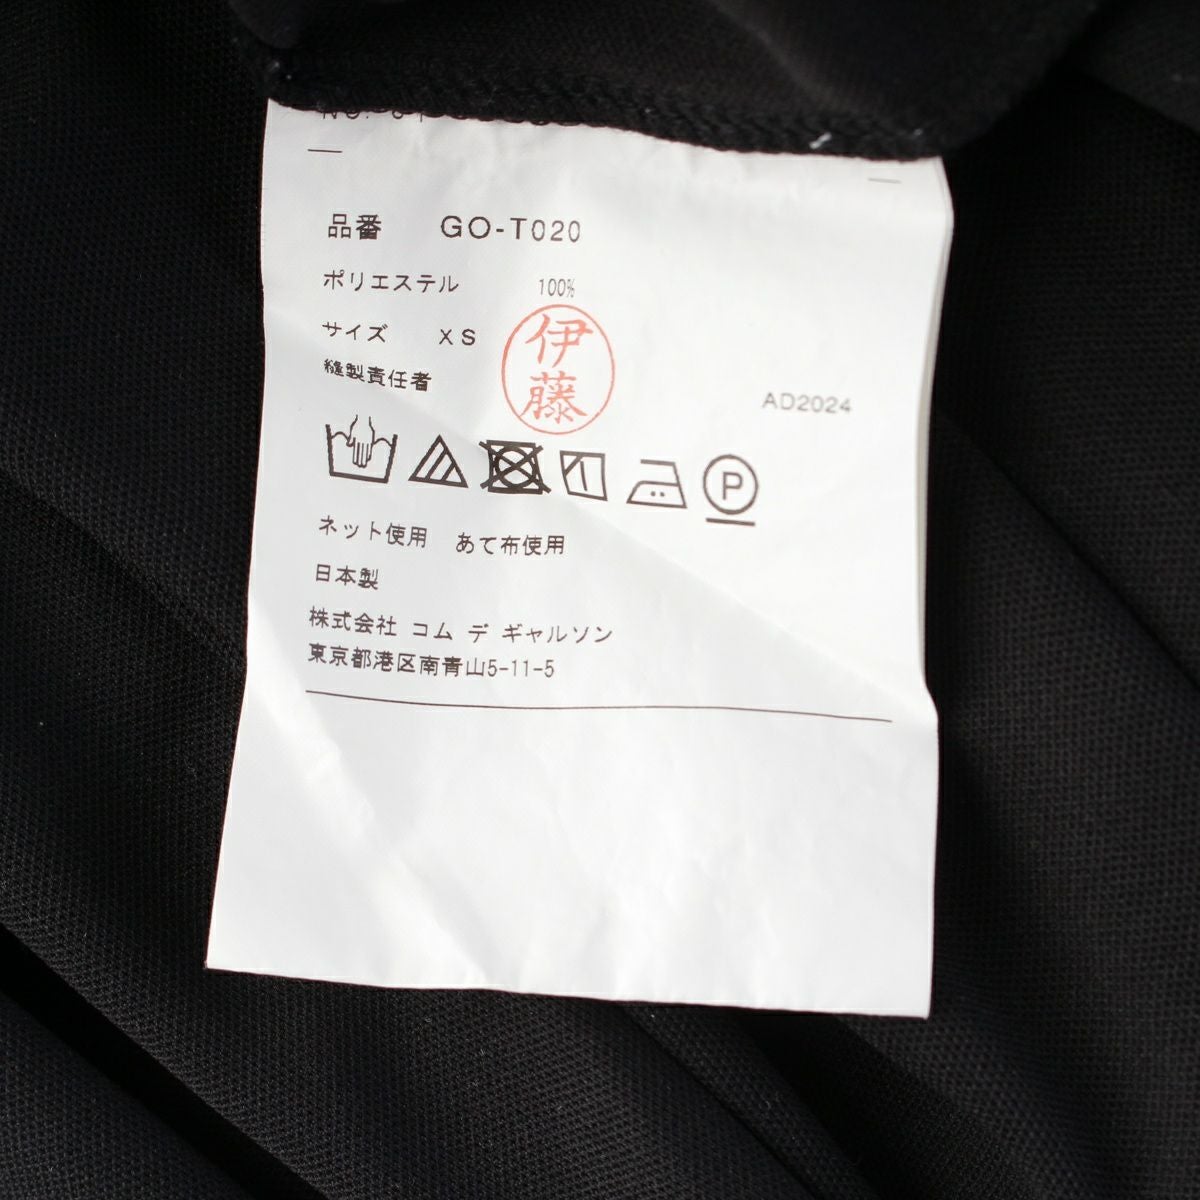 品番 GO-T020
ポリエステル 100%
サイズ XS
縫製責任者
伊藤
AD2024
P
ネット使用 あて布使用
日本製
株式会社 コム デ ギャルソン
東京都港区南青山5-11-5